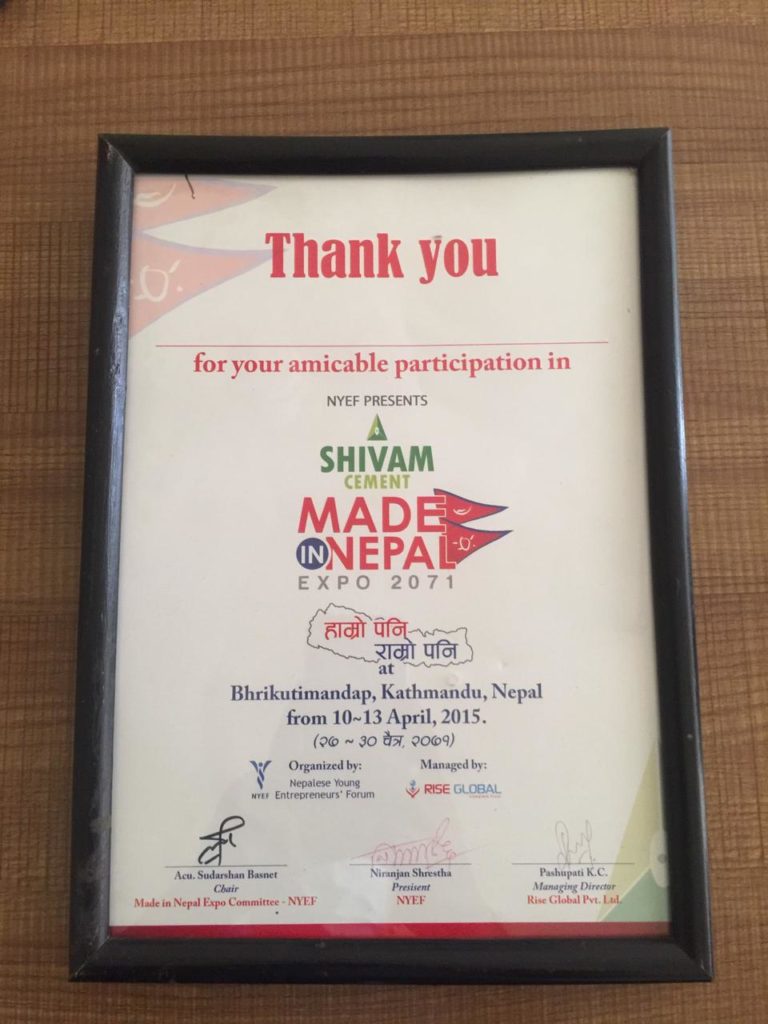 Thank you
for your amicable participation in
NYEF PRESENTS
SHIVAM
CEMENT
MADE
IN NEPAL
EXPO 2071
हाम्रो पनि
राम्रो पनि
at
Bhrikutimandap, Kathmandu, Nepal
from 10~13 April, 2015.
(२७ ~ ३० चैत्र, २०७१)
Organized by:
NYEF
Nepalese Young
Entrepreneurs' Forum
Managed by:
RISE GLOBAL
Acu. Sudarshan Basnet
Chair
Made in Nepal Expo Committee - NYEF
Niranjan Shrestha
Presisent
NYEF
Pashupati K.C.
Managing Director
Rise Global Pvt. Ltd.